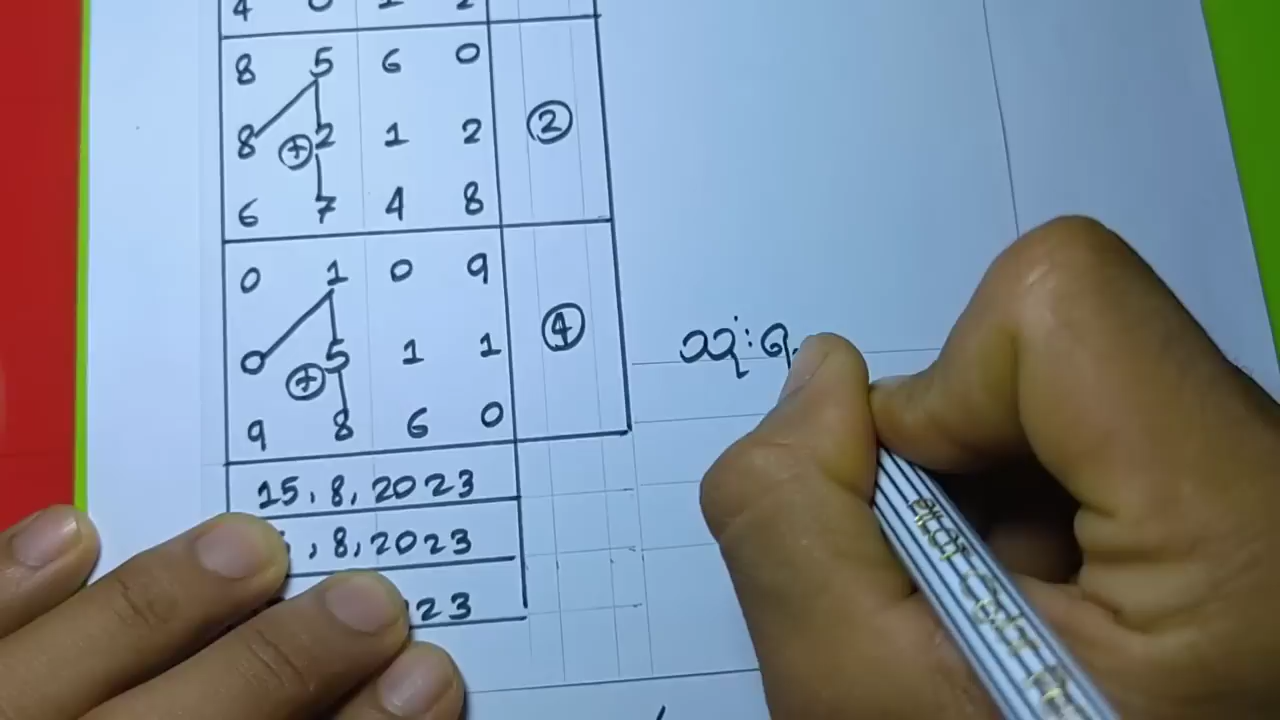 8 5 6 0
8 + 2 1 2 2
6 7 4 8
0 1 0 9
0 + 5 1 1 4
9 8 6 0
15.8.2023
, 8, 2023
23